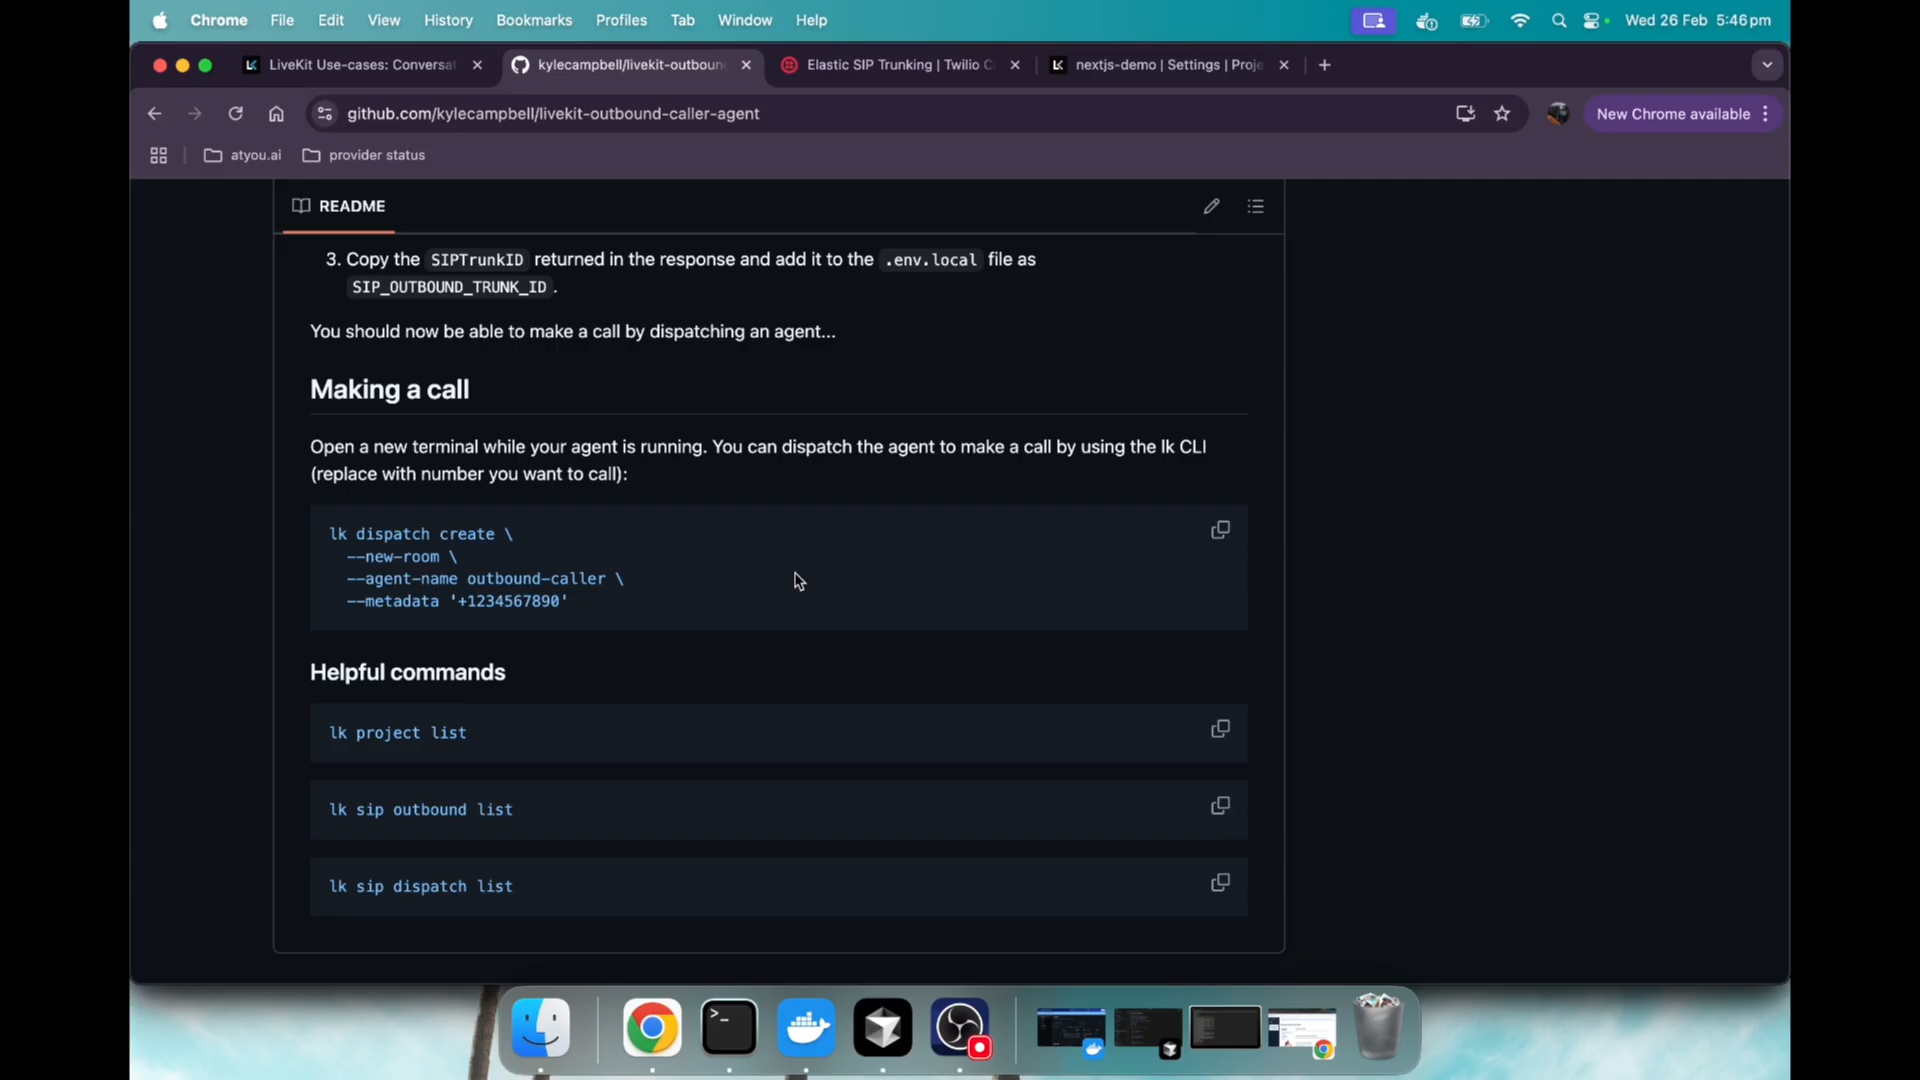 Chrome File Edit View History Bookmarks Profiles Tab Window Help Wed 26 Feb 5:46 pm
LiveKit Use-cases: Conversat kylecampbell/livekit-outboun Elastic SIP Trunking | Twilio C nextjs-demo | Settings | Proje
github.com/kylecampbell/livekit-outbound-caller-agent New Chrome available
atyou.ai provider status
README
3. Copy the SIPTrunkID returned in the response and add it to the .env.local file as
SIP_OUTBOUND_TRUNK_ID.
You should now be able to make a call by dispatching an agent...
Making a call
Open a new terminal while your agent is running. You can dispatch the agent to make a call by using the lk CLI
(replace with number you want to call):
lk dispatch create \
--new-room \
--agent-name outbound-caller \
--metadata '+1234567890'
Helpful commands
lk project list
lk sip outbound list
lk sip dispatch list